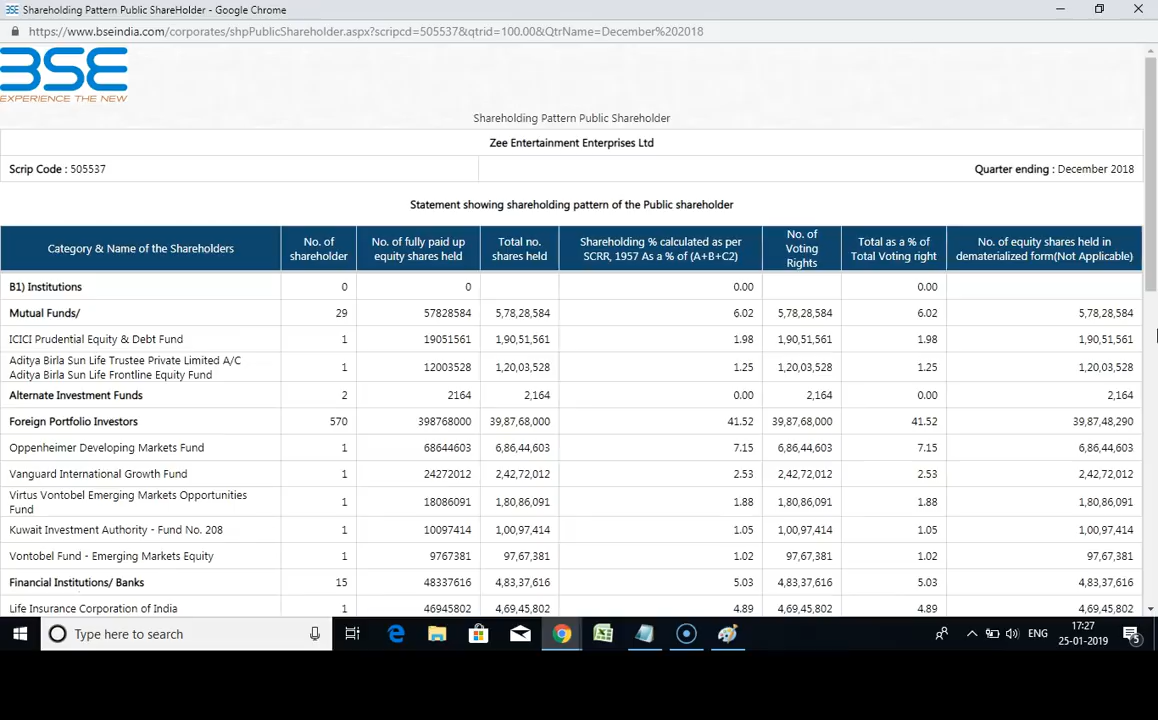 Shareholding Pattern Public ShareHolder - Google Chrome
https://www.bseindia.com/corporates/shpPublicShareholder.aspx?scripcd=505537&qtrid=100.00&QtrName=December%202018
BSE
EXPERIENCE THE NEW
Shareholding Pattern Public Shareholder
Zee Entertainment Enterprises Ltd
Scrip Code : 505537 Quarter ending : December 2018
Statement showing shareholding pattern of the Public shareholder
Category & Name of the Shareholders No. of shareholder No. of fully paid up equity shares held Total no. shares held Shareholding % calculated as per SCRR, 1957 As a % of (A+B+C2) No. of Voting Rights Total as a % of Total Voting right No. of equity shares held in dematerialized form(Not Applicable)
B1) Institutions 0 0 0.00 0.00
Mutual Funds/ 29 57828584 5,78,28,584 6.02 5,78,28,584 6.02 5,78,28,584
ICICI Prudential Equity & Debt Fund 1 19051561 1,90,51,561 1.98 1,90,51,561 1.98 1,90,51,561
Aditya Birla Sun Life Trustee Private Limited A/C
Aditya Birla Sun Life Frontline Equity Fund 1 12003528 1,20,03,528 1.25 1,20,03,528 1.25 1,20,03,528
Alternate Investment Funds 2 2164 2,164 0.00 2,164 0.00 2,164
Foreign Portfolio Investors 570 398768000 39,87,68,000 41.52 39,87,68,000 41.52 39,87,48,290
Oppenheimer Developing Markets Fund 1 68644603 6,86,44,603 7.15 6,86,44,603 7.15 6,86,44,603
Vanguard International Growth Fund 1 24272012 2,42,72,012 2.53 2,42,72,012 2.53 2,42,72,012
Virtus Vontobel Emerging Markets Opportunities
Fund 1 18086091 1,80,86,091 1.88 1,80,86,091 1.88 1,80,86,091
Kuwait Investment Authority - Fund No. 208 1 10097414 1,00,97,414 1.05 1,00,97,414 1.05 1,00,97,414
Vontobel Fund - Emerging Markets Equity 1 9767381 97,67,381 1.02 97,67,381 1.02 97,67,381
Financial Institutions/ Banks 15 48337616 4,83,37,616 5.03 4,83,37,616 5.03 4,83,37,616
Life Insurance Corporation of India 1 46945802 4,69,45,802 4.89 4,69,45,802 4.89 4,69,45,802
Type here to search
ENG
17:27
25-01-2019
5